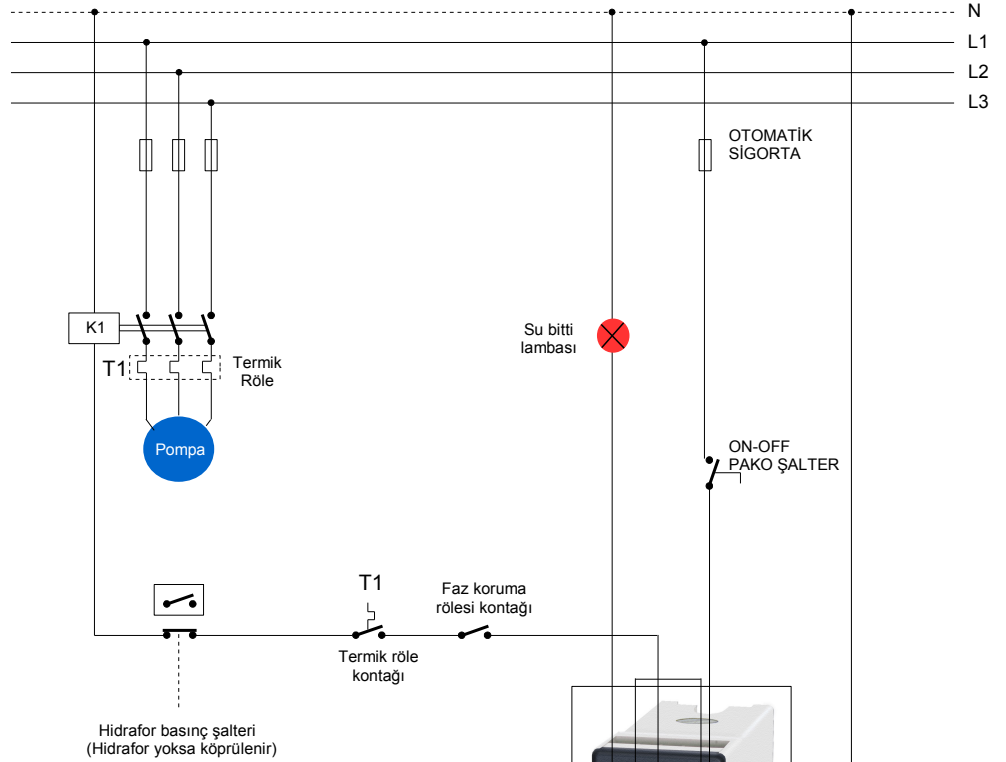 N
L1
L2
L3
OTOMATİK
SİGORTA
K1
T1
Termik
Röle
Su bitti
lambası
Pompa
ON-OFF
PAKO ŞALTER
T1
Faz koruma
rölesi kontağı
Termik röle
kontağı
Hidrafor basınç şalteri
(Hidrafor yoksa köprülenir)